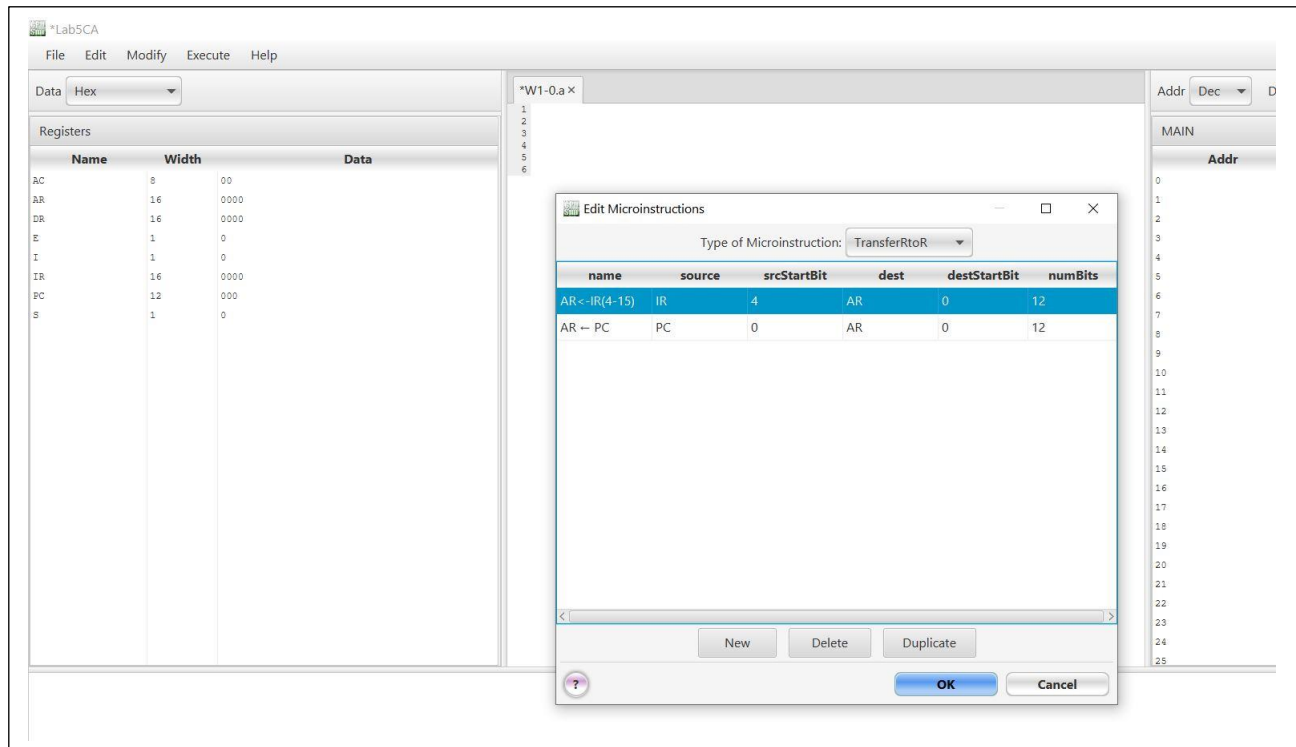 *Lab5CA
File Edit Modify Execute Help
Data Hex
Registers
Name Width Data
AC 8 00
AR 16 0000
DR 16 0000
E 1 0
I 1 0
IR 16 0000
PC 12 000
S 1 0
*W1-0.a ×
1
2
3
4
5
6
Edit Microinstructions
Type of Microinstruction: TransferRtoR
name source srcStartBit dest destStartBit numBits
AR<-IR(4-15) IR 4 AR 0 12
AR ← PC PC 0 AR 0 12
New Delete Duplicate
? OK Cancel
Addr Dec D
MAIN
Addr
0
1
2
3
4
5
6
7
8
9
10
11
12
13
14
15
16
17
18
19
20
21
22
23
24
25